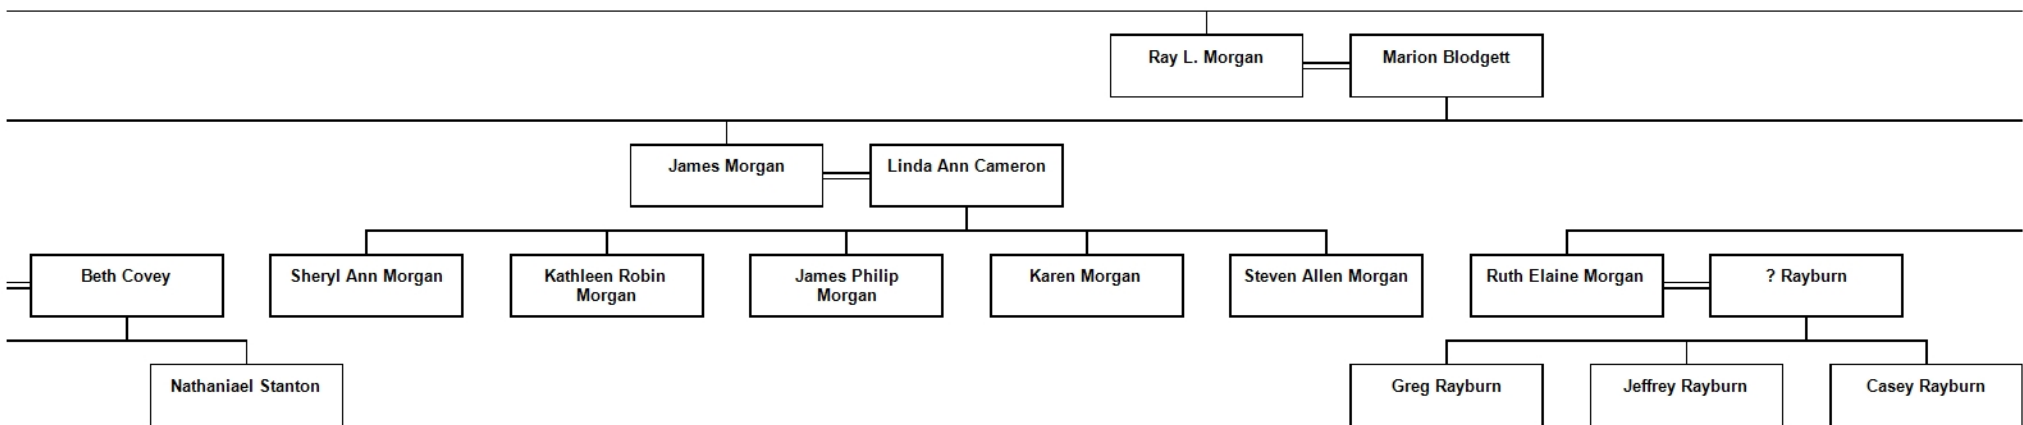 Ray L. Morgan
Marion Blodgett
James Morgan
Linda Ann Cameron
Beth Covey
Sheryl Ann Morgan
Kathleen Robin
Morgan
James Philip
Morgan
Karen Morgan
Steven Allen Morgan
Ruth Elaine Morgan
? Rayburn
Nathaniael Stanton
Greg Rayburn
Jeffrey Rayburn
Casey Rayburn